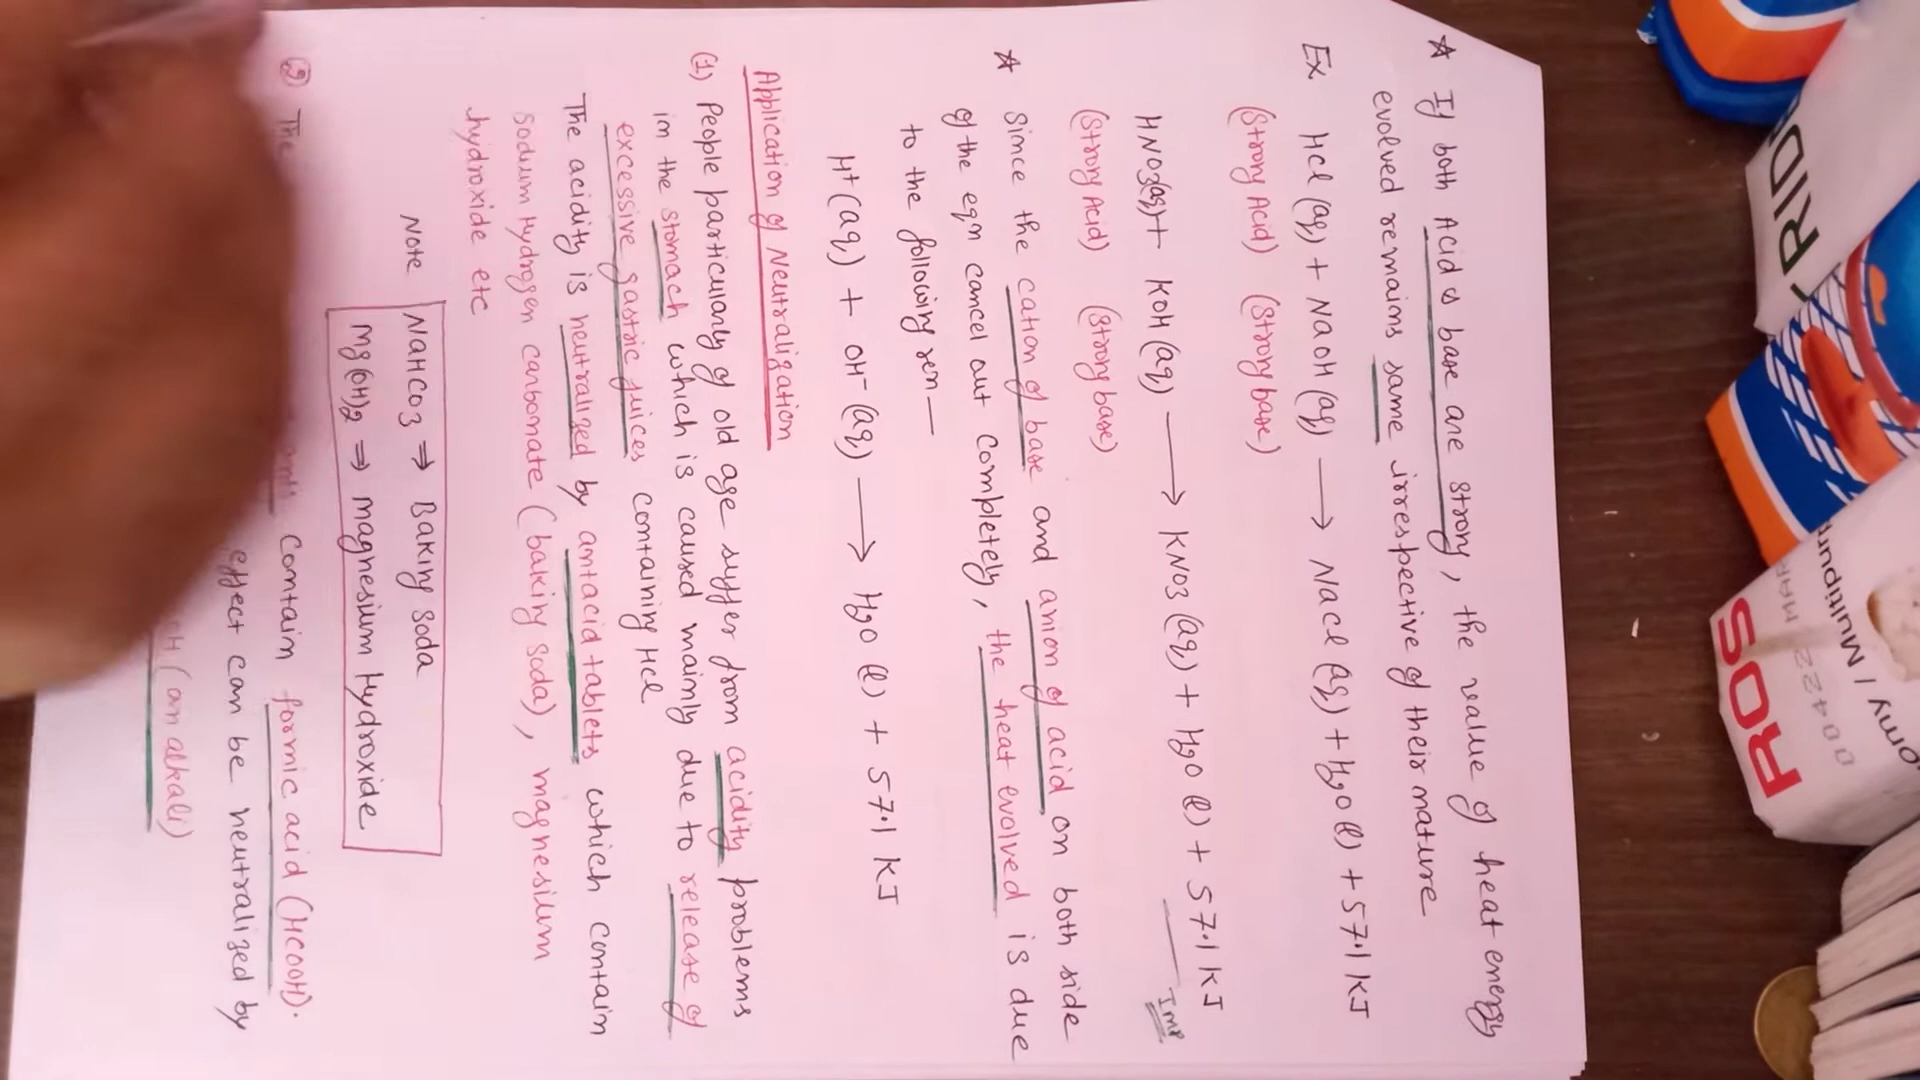 ☆ If both Acid & base are strong, the value of heat energy
evolved remains same irrespective of their nature
Ex HCl (aq) + NaOH (aq) ⟶ NaCl (aq) + H2O (l) + 57.1 KJ
(Strong Acid) (Strong base)
HNO3(aq) + KOH (aq) ⟶ KNO3 (aq) + H2O (l) + 57.1 KJ
Imp
(Strong Acid) (Strong base)
☆ Since the cation of base and anion of acid on both side
of the eqn cancel out completely, the heat evolved is due
to the following rxn —
H+ (aq) + OH- (aq) ⟶ H2O (l) + 57.1 KJ
Application of Neutralization
(1) People particularly of old age suffer from acidity problems
in the stomach which is caused mainly due to release of
excessive gastric juices containing HCl
The acidity is neutralized by antacid tablets which contain
sodium Hydrogen carbonate (baking soda), magnesium
hydroxide etc
Note NaHCO3 ⇒ Baking Soda
Mg(OH)2 ⇒ magnesium Hydroxide
(2) The contain formic acid (HCOOH).
effect can be neutralized by
(an alkali)
RID
Multipur
omy
ROS